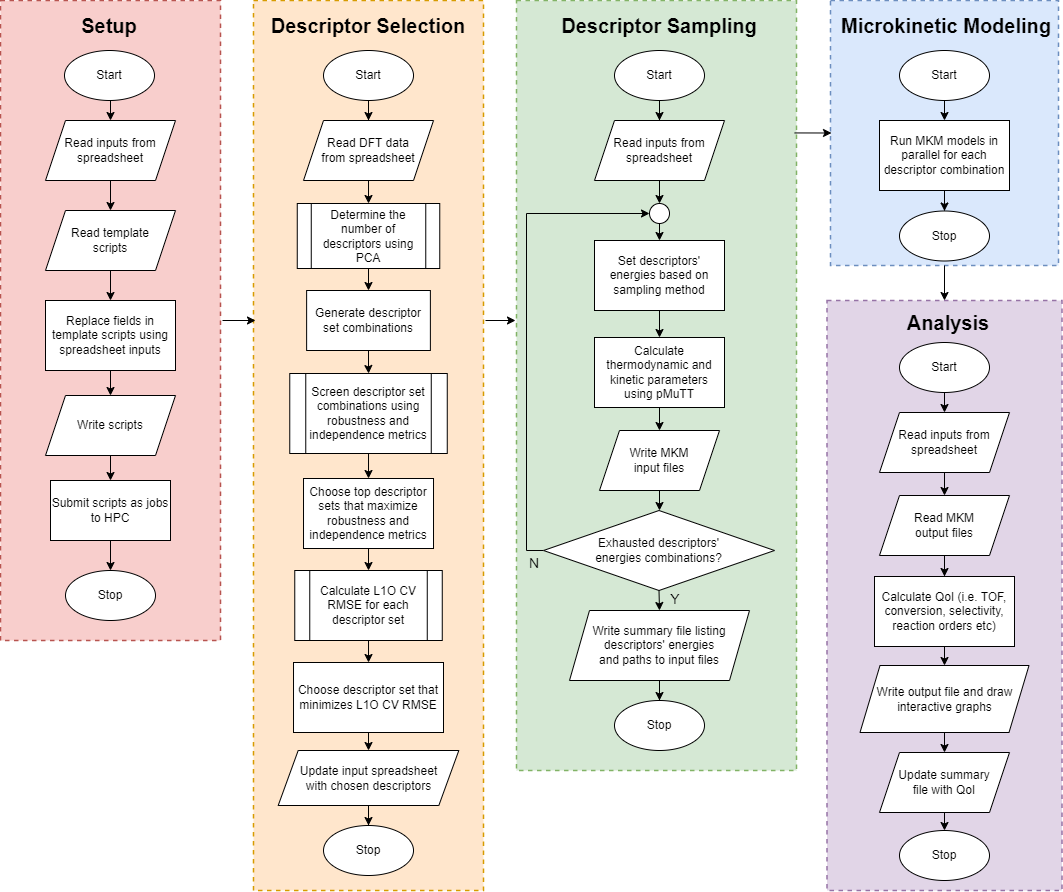 Setup
Start
Read inputs from
spreadsheet
Read template
scripts
Replace fields in
template scripts using
spreadsheet inputs
Write scripts
Submit scripts as jobs
to HPC
Stop
Descriptor Selection
Start
Read DFT data
from spreadsheet
Determine the
number of
descriptors using
PCA
Generate descriptor
set combinations
Screen descriptor set
combinations using
robustness and
independence metrics
Choose top descriptor
sets that maximize
robustness and
independence metrics
Calculate L1O CV
RMSE for each
descriptor set
Choose descriptor set that
minimizes L1O CV RMSE
Update input spreadsheet
with chosen descriptors
Stop
Descriptor Sampling
Start
Read inputs from
spreadsheet
Set descriptors'
energies based on
sampling method
Calculate
thermodynamic and
kinetic parameters
using pMuTT
Write MKM
input files
Exhausted descriptors'
energies combinations?
N
Y
Write summary file listing
descriptors' energies
and paths to input files
Stop
Microkinetic Modeling
Start
Run MKM models in
parallel for each
descriptor combination
Stop
Analysis
Start
Read inputs from
spreadsheet
Read MKM
output files
Calculate QoI (i.e. TOF,
conversion, selectivity,
reaction orders etc)
Write output file and draw
interactive graphs
Update summary
file with QoI
Stop